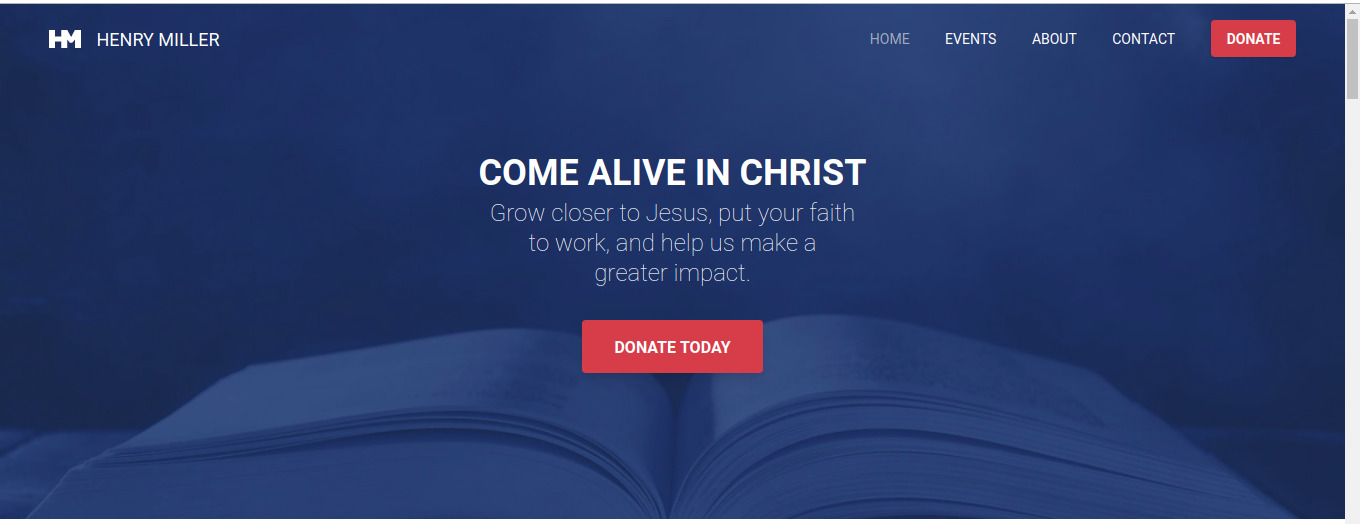 HM HENRY MILLER
HOME EVENTS ABOUT CONTACT DONATE
COME ALIVE IN CHRIST
Grow closer to Jesus, put your faith
to work, and help us make a
greater impact.
DONATE TODAY